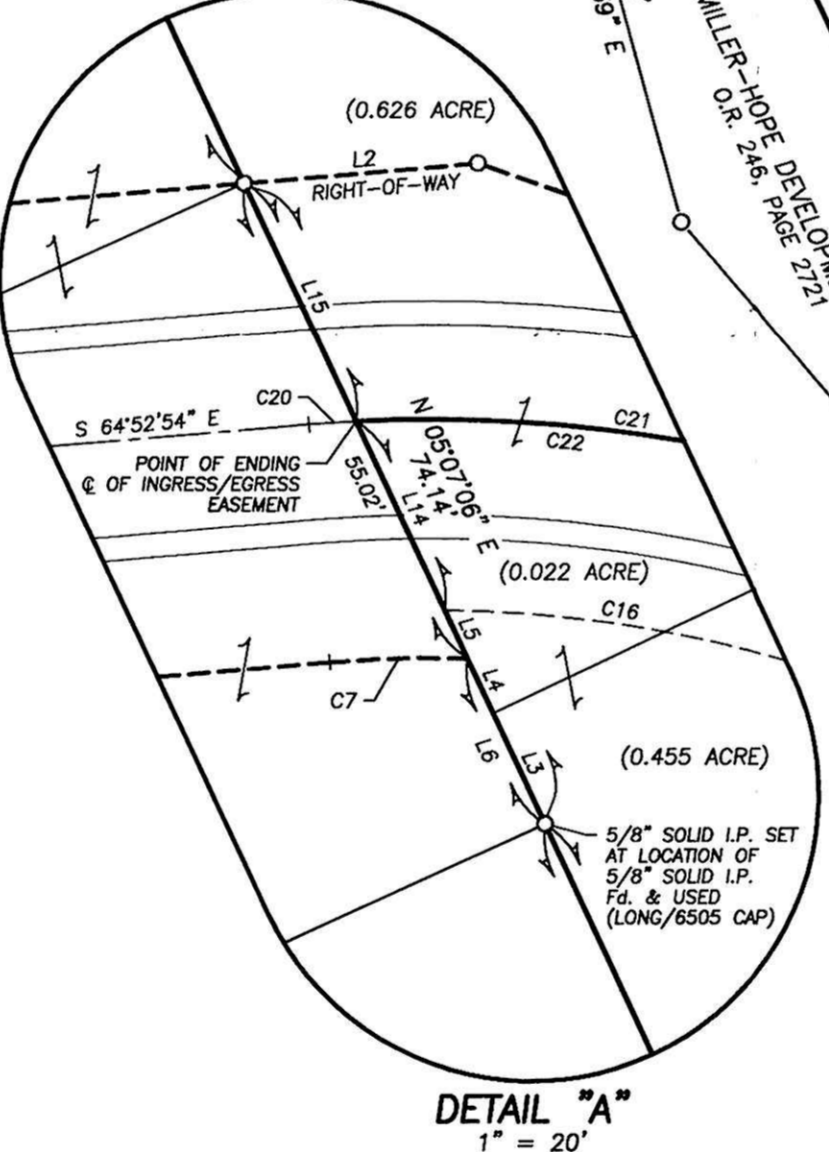 09" E
MILLER-HOPE
O.R. 246, PAGE 2721
(0.626 ACRE)
L2
RIGHT-OF-WAY
L15
S 64°52'54" E
C20
C21
C22
N 05°07'06" E
74.14'
POINT OF ENDING
℄ OF INGRESS/EGRESS
EASEMENT
55.02'
L14
(0.022 ACRE)
C16
L5
L4
C7
L6
L3
(0.455 ACRE)
5/8" SOLID I.P. SET
AT LOCATION OF
5/8" SOLID I.P.
Fd. & USED
(LONG/6505 CAP)
DETAIL "A"
1" = 20'